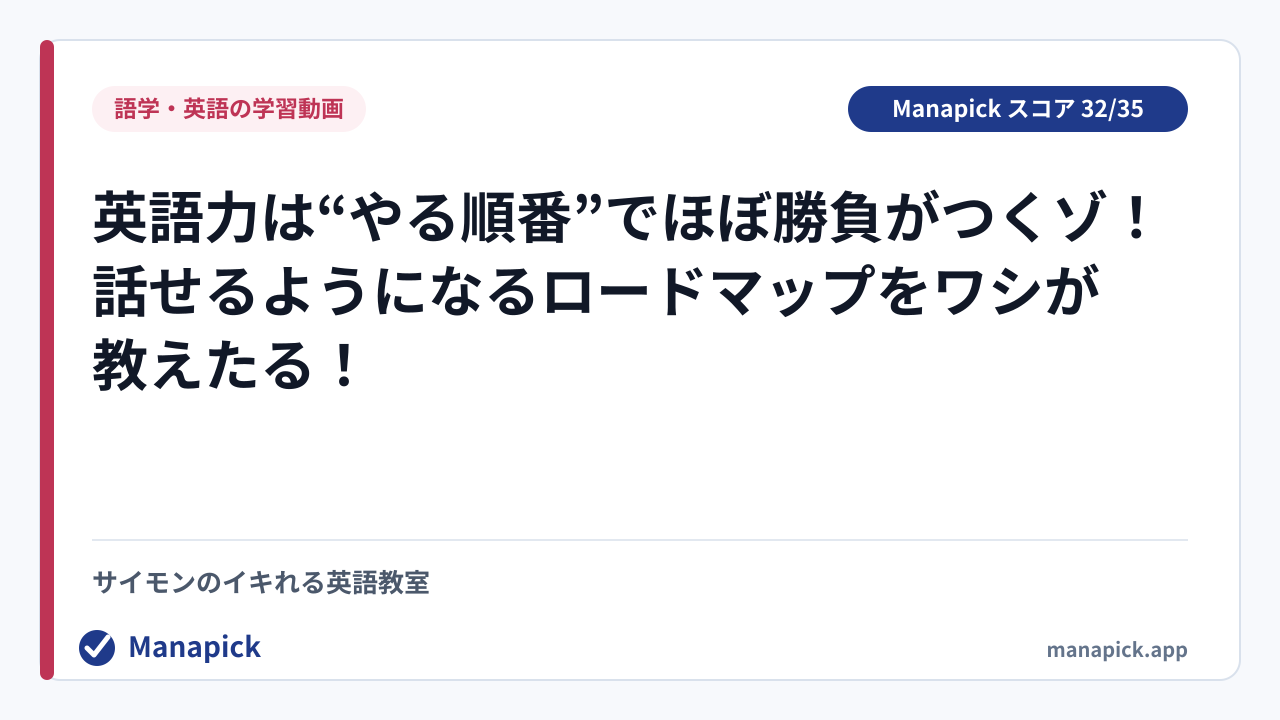 語学・英語の学習動画
Manapick スコア 32/35
英語力は“やる順番”でほぼ勝負がつくゾ！
話せるようになるロードマップをワシが
教えたる！
サイモンのイキれる英語教室
Manapick
manapick.app